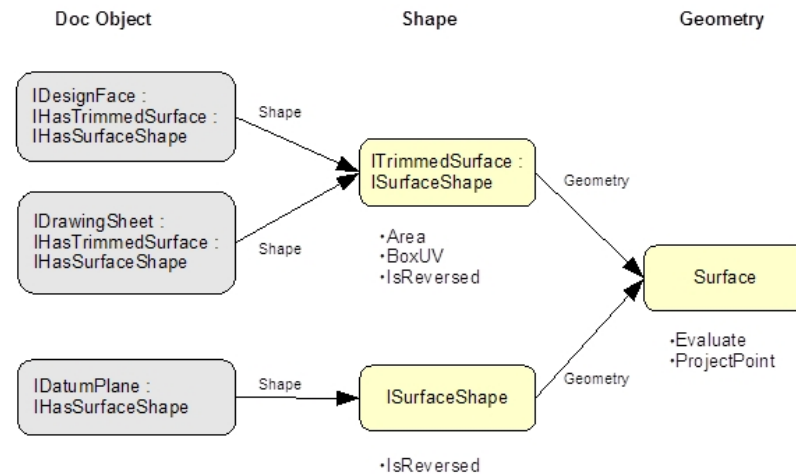 Doc Object
Shape
Geometry
IDesignFace :
IHasTrimmedSurface :
IHasSurfaceShape
Shape
ITrimmedSurface :
ISurfaceShape
Geometry
IDrawingSheet :
IHasTrimmedSurface :
IHasSurfaceShape
Shape
•Area
•BoxUV
•IsReversed
Surface
•Evaluate
•ProjectPoint
IDatumPlane :
IHasSurfaceShape
Shape
ISurfaceShape
Geometry
•IsReversed